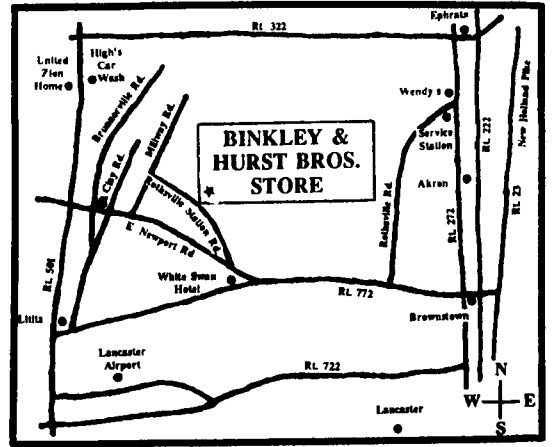 Ephrata
Rt. 322
United
Zion
Home
High's
Car
Wash
Brunnerville Rd.
Millway Rd.
Wendy's
Service
Station
Rt. 222
New Holland Pike
BINKLEY &
HURST BROS.
STORE
Clay Rd.
Rothsville Station Rd.
Rothsville Rd.
Akron
Rt. 272
Rt. 23
E Newport Rd
White Swan
Hotel
Rt. 501
Rt. 772
Lititz
Brownstown
Lancaster
Airport
Rt. 722
N
W E
S
Lancaster